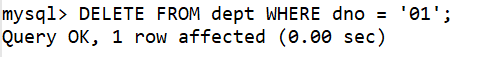 mysql> DELETE FROM dept WHERE dno = '01';
Query OK, 1 row affected (0.00 sec)